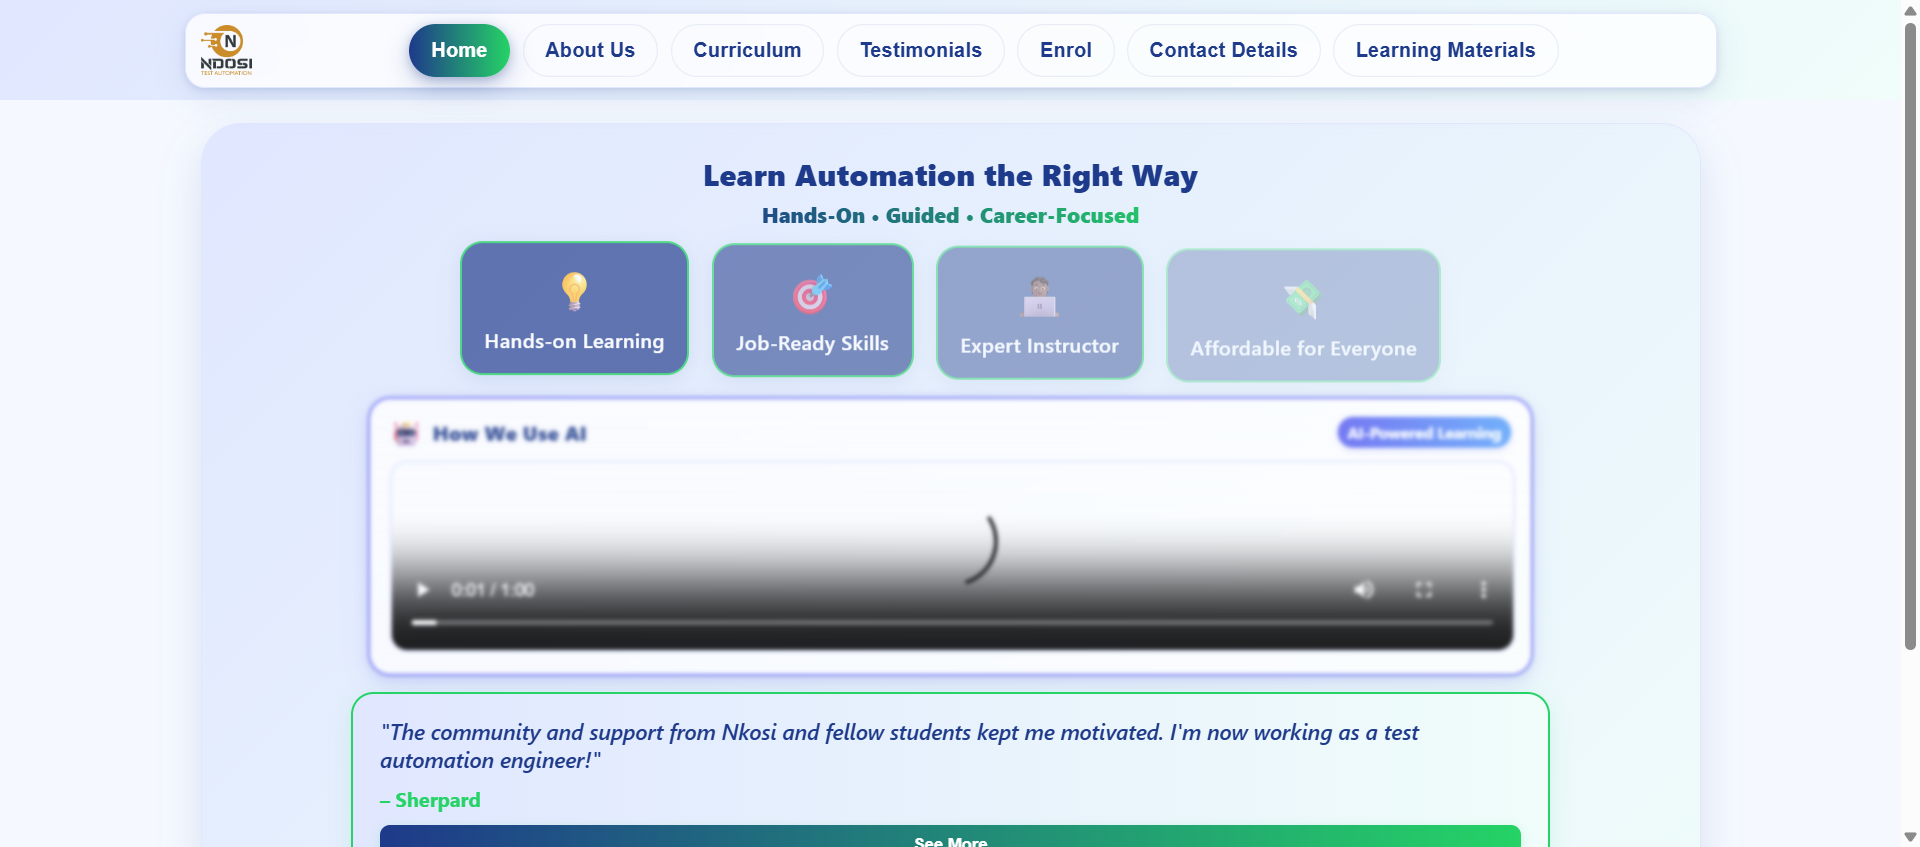 N
NDOSI
TEST AUTOMATION
Home
About Us
Curriculum
Testimonials
Enrol
Contact Details
Learning Materials
Learn Automation the Right Way
Hands-On • Guided • Career-Focused
Hands-on Learning
Job-Ready Skills
Expert Instructor
Affordable for Everyone
How We Use AI
AI-Powered Learning
0:01 / 1:00
"The community and support from Nkosi and fellow students kept me motivated. I'm now working as a test
automation engineer!"
– Sherpard
See More